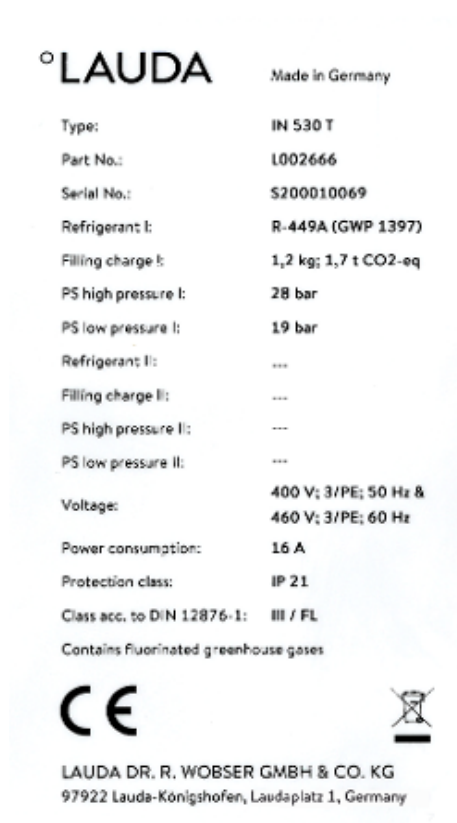 °LAUDA Made in Germany
Type: IN 530 T
Part No.: L002666
Serial No.: S200010069
Refrigerant I: R-449A (GWP 1397)
Filling charge I: 1,2 kg; 1,7 t CO2-eq
PS high pressure I: 28 bar
PS low pressure I: 19 bar
Refrigerant II: ---
Filling charge II: ---
PS high pressure II: ---
PS low pressure II: ---
Voltage: 400 V; 3/PE; 50 Hz &
460 V; 3/PE; 60 Hz
Power consumption: 16 A
Protection class: IP 21
Class acc. to DIN 12876-1: III / FL
Contains fluorinated greenhouse gases
CE
LAUDA DR. R. WOBSER GMBH & CO. KG
97922 Lauda-Königshofen, Laudaplatz 1, Germany